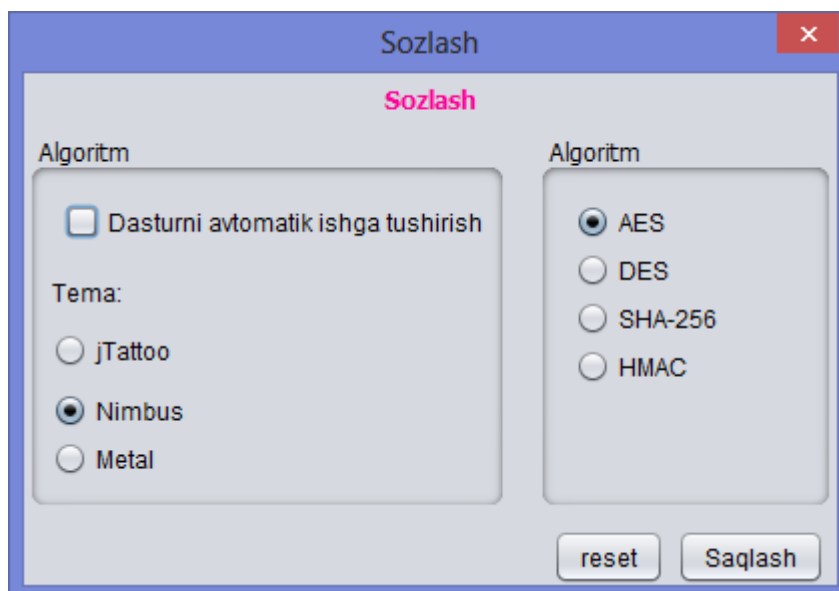 Sozlash
Sozlash
Algoritm
Dasturni avtomatik ishga tushirish
Tema:
jTattoo
Nimbus
Metal
Algoritm
AES
DES
SHA-256
HMAC
reset
Saqlash